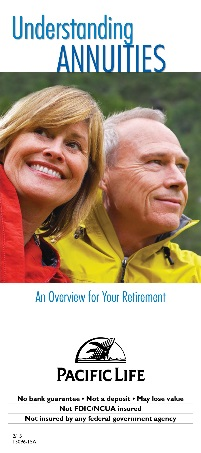 Understanding
ANNUITIES
An Overview for Your Retirement
PACIFIC LIFE
No bank guarantee • Not a deposit • May lose value
Not FDIC/NCUA insured
Not insured by any federal government agency